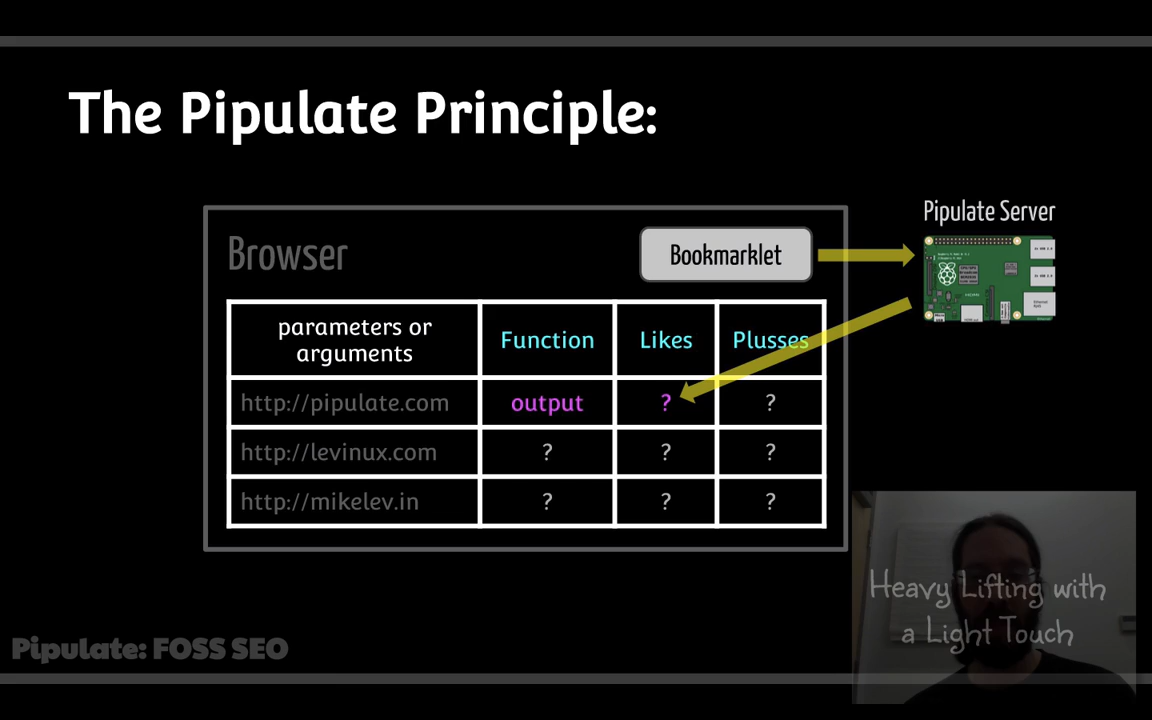 The Pipulate Principle:
Pipulate Server
Browser
Bookmarklet
parameters or
arguments
Function
Likes
Plusses
http://pipulate.com
output
?
?
http://levinux.com
?
?
?
http://mikelev.in
?
?
?
Heavy Lifting with
a Light Touch
Pipulate: FOSS SEO